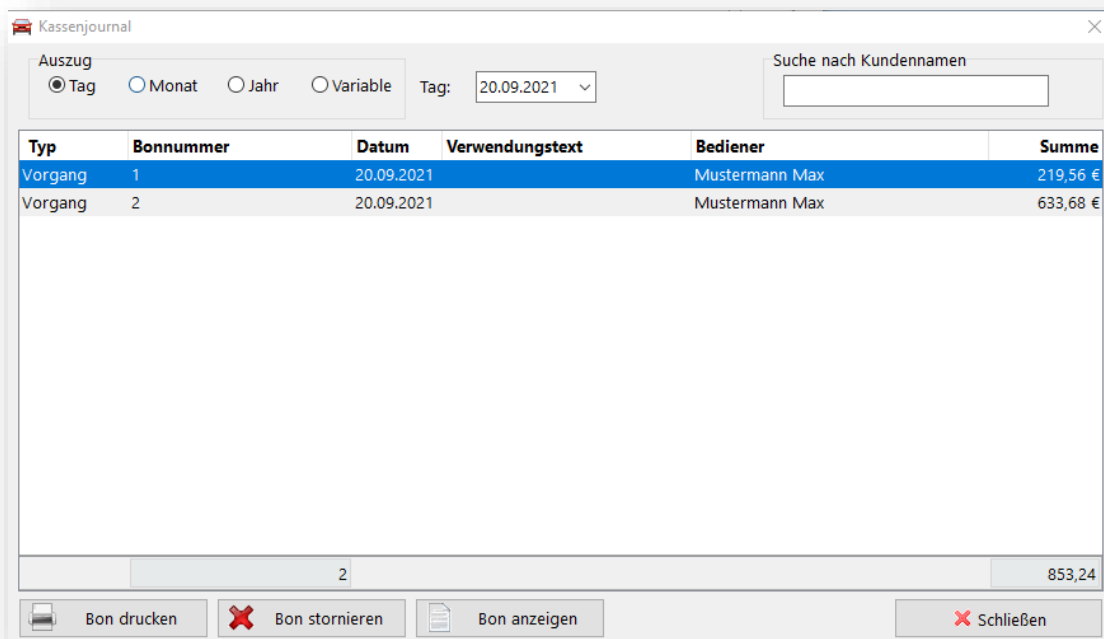 Kassenjournal
Auszug
Suche nach Kundennamen
Tag Monat Jahr Variable Tag: 20.09.2021
Typ Bonnummer Datum Verwendungstext Bediener Summe
Vorgang 1 20.09.2021 Mustermann Max 219,56 €
Vorgang 2 20.09.2021 Mustermann Max 633,68 €
2 853,24
Bon drucken Bon stornieren Bon anzeigen Schließen